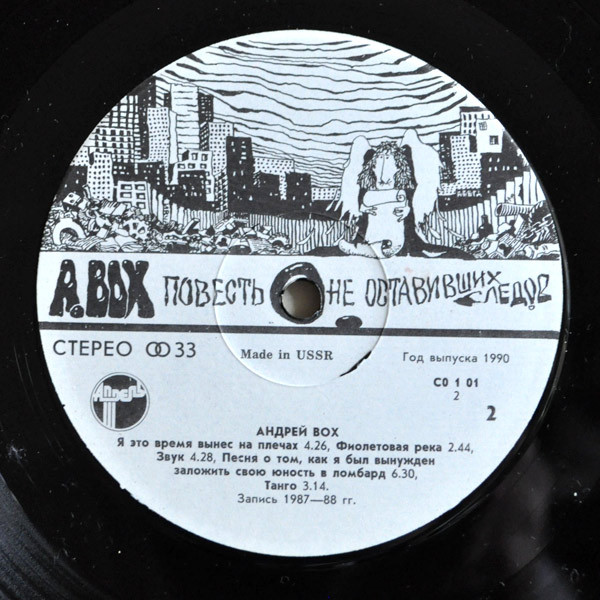 А. ВОХ ПОВЕСТЬ О НЕ ОСТАВИВШИХ СЛЕДОВ
СТЕРЕО 33
Made in USSR
Год выпуска 1990
АПРЕЛЬ
С0 1 01
2
2
АНДРЕЙ ВОХ
Я это время вынес на плечах 4.26, Фиолетовая река 2.44,
Звук 4.28, Песня о том, как я был вынужден
заложить свою юность в ломбард 6.30,
Танго 3.14.
Запись 1987—88 гг.